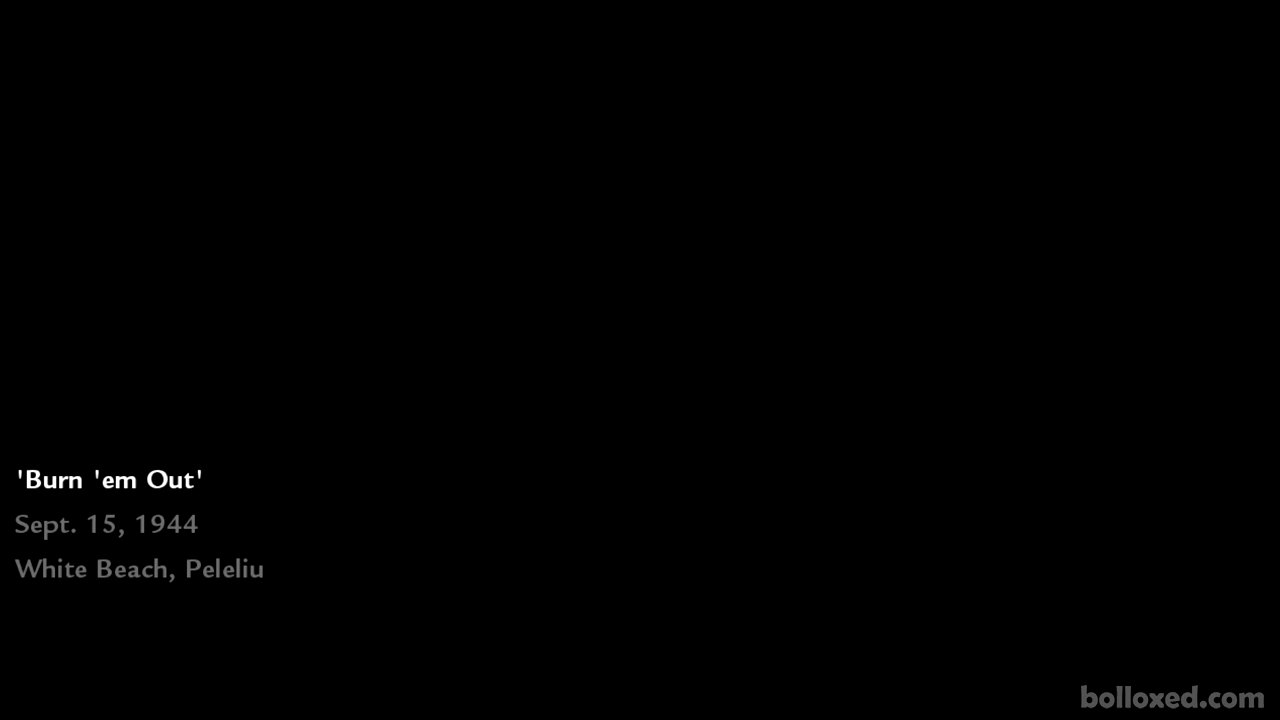 'Burn 'em Out'
Sept. 15, 1944
White Beach, Peleliu
bolloxed.com